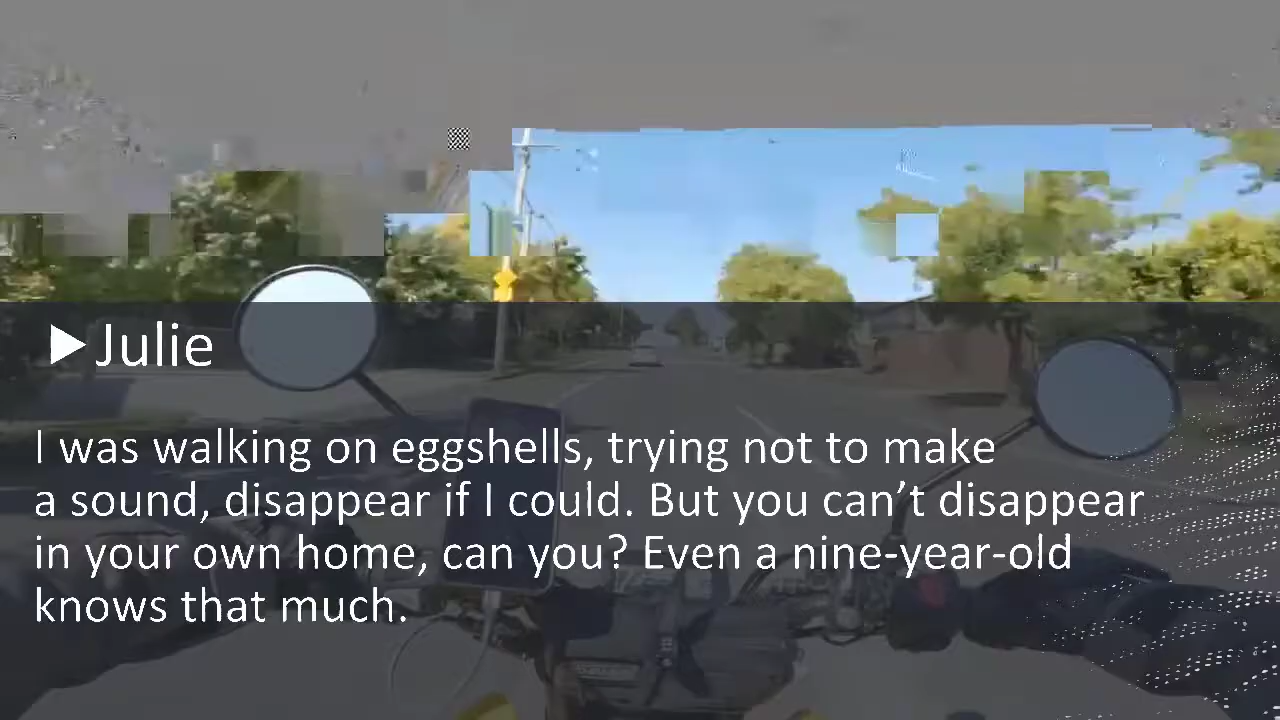 ▶Julie
I was walking on eggshells, trying not to make
a sound, disappear if I could. But you can’t disappear
in your own home, can you? Even a nine-year-old
knows that much.